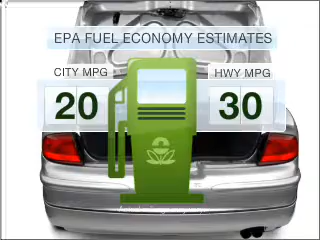 EPA FUEL ECONOMY ESTIMATES
CITY MPG
HWY MPG
20
30